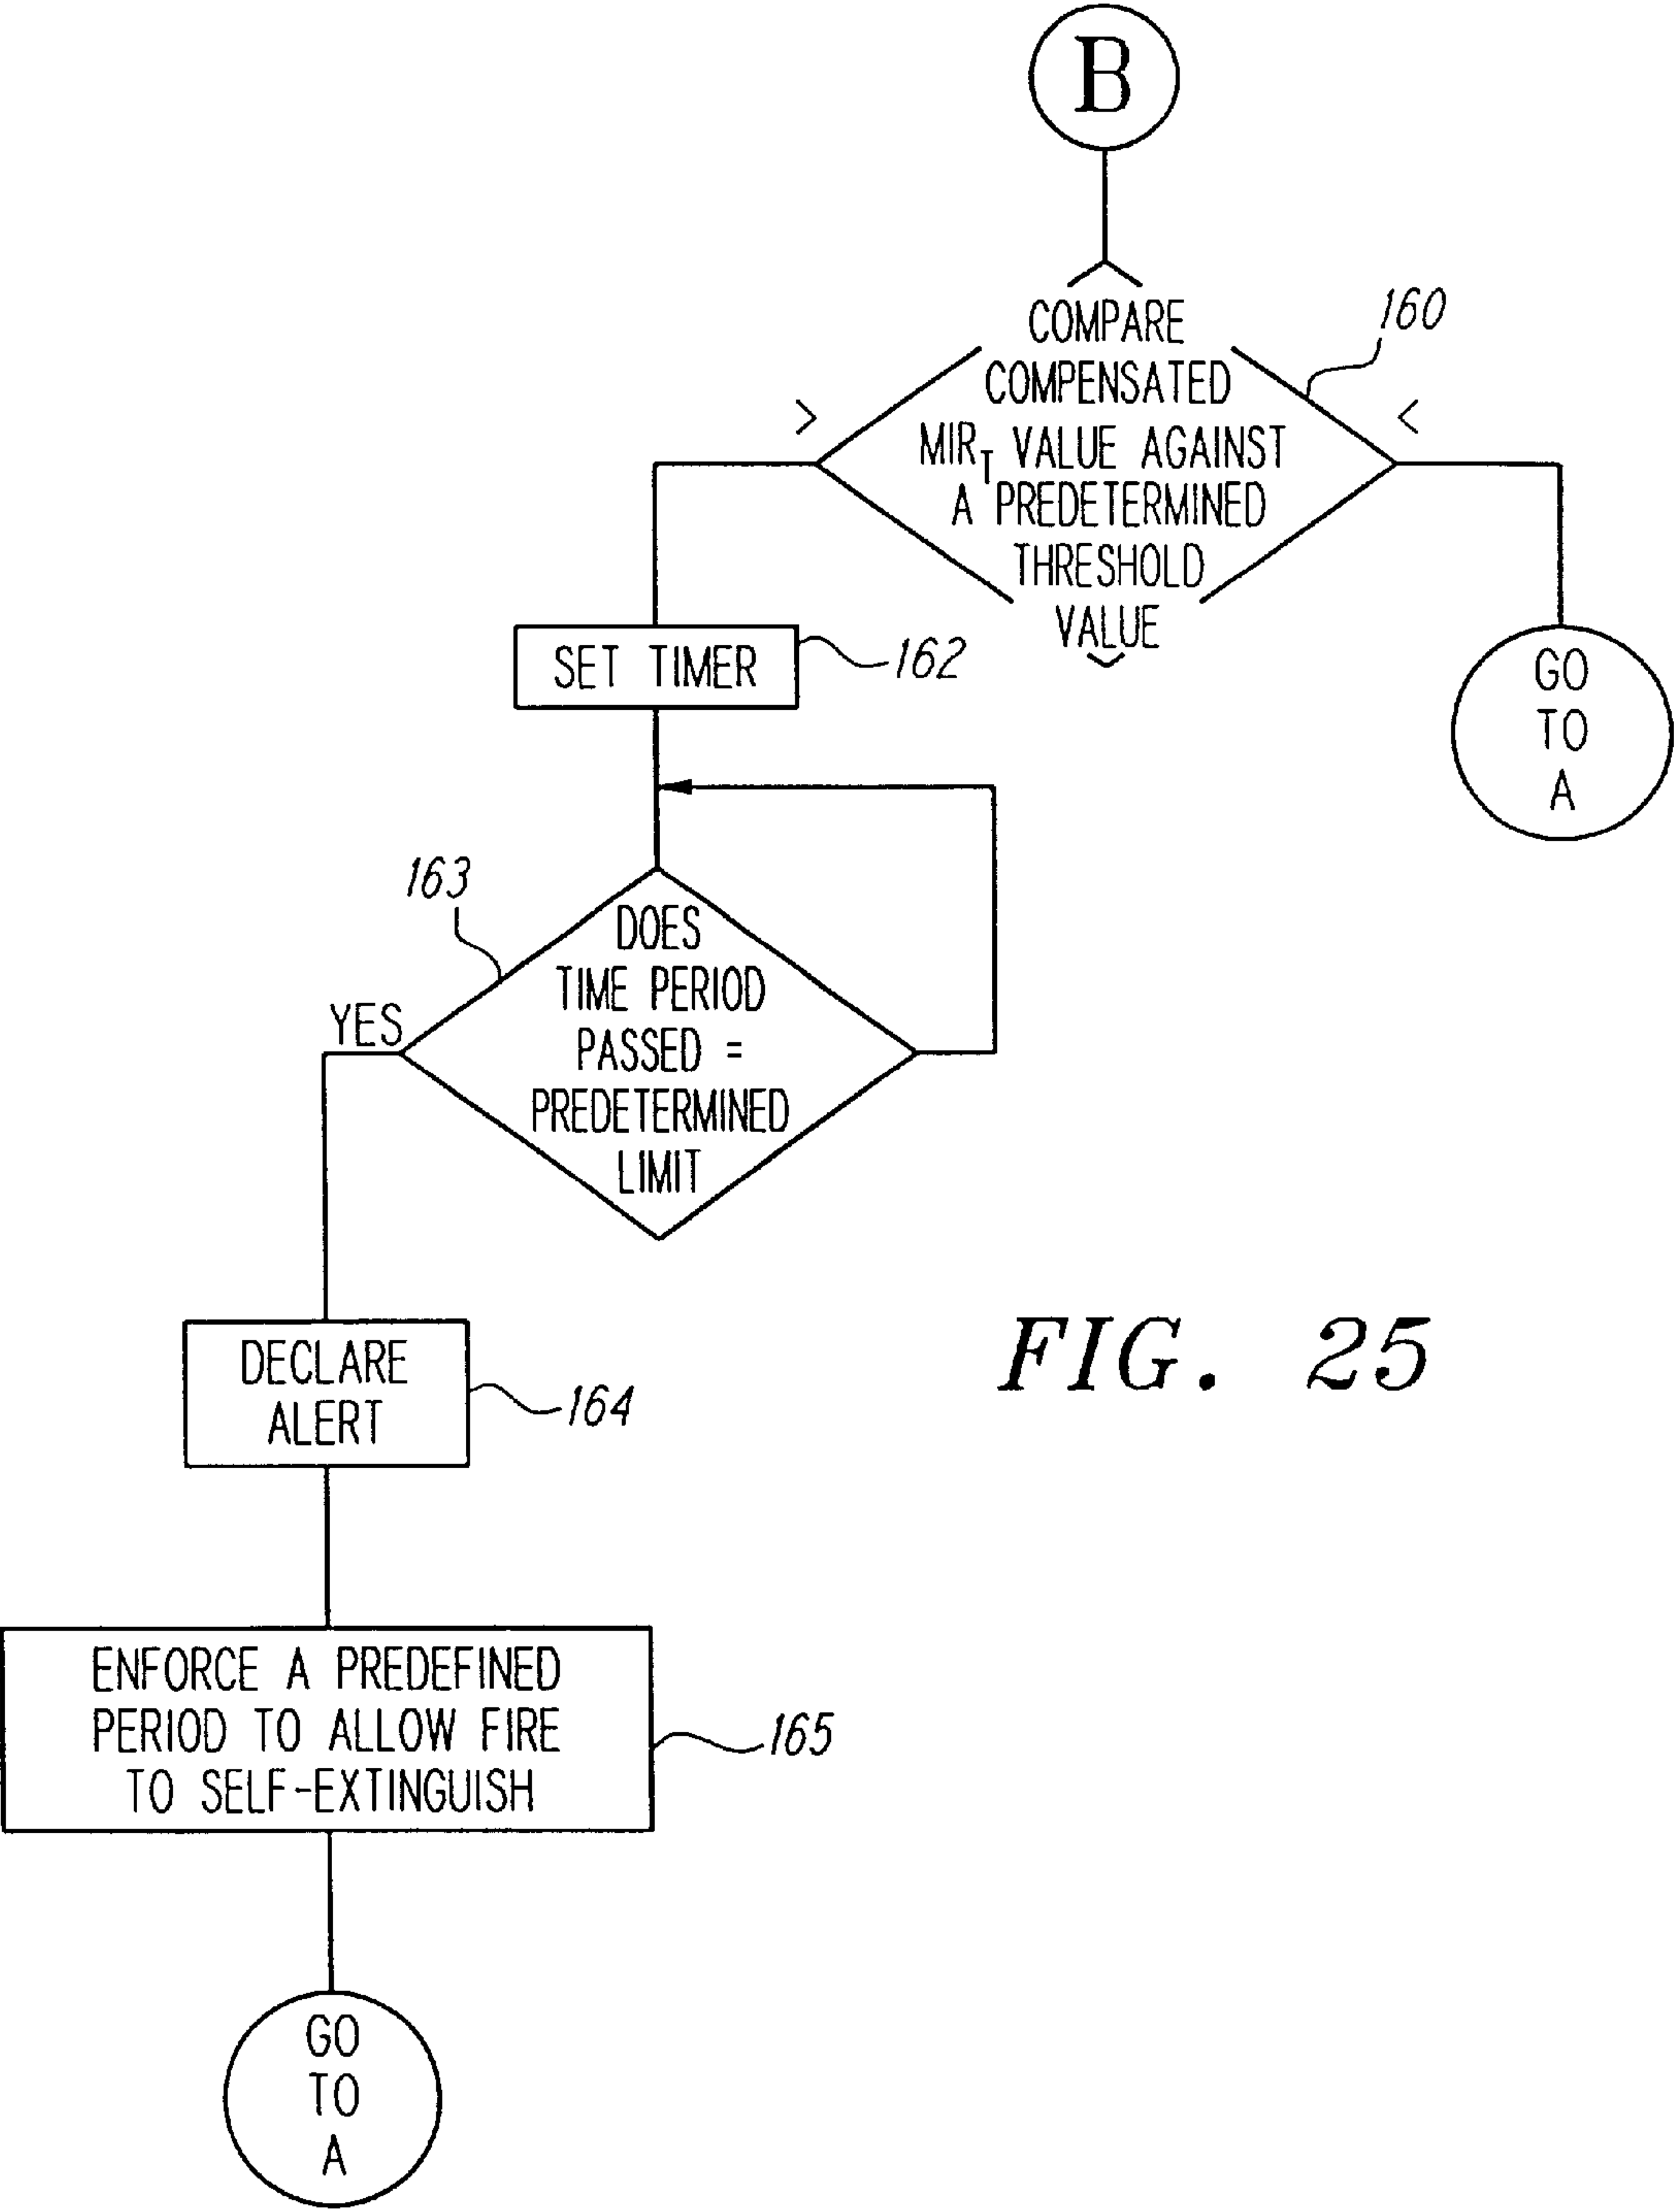 B
COMPARE
COMPENSATED
MIR_T VALUE AGAINST
A PREDETERMINED
THRESHOLD
VALUE
160
>
<
SET TIMER
162
GO
TO
A
163
DOES
TIME PERIOD
PASSED =
PREDETERMINED
LIMIT
YES
DECLARE
ALERT
164
FIG. 25
ENFORCE A PREDEFINED
PERIOD TO ALLOW FIRE
TO SELF-EXTINGUISH
165
GO
TO
A